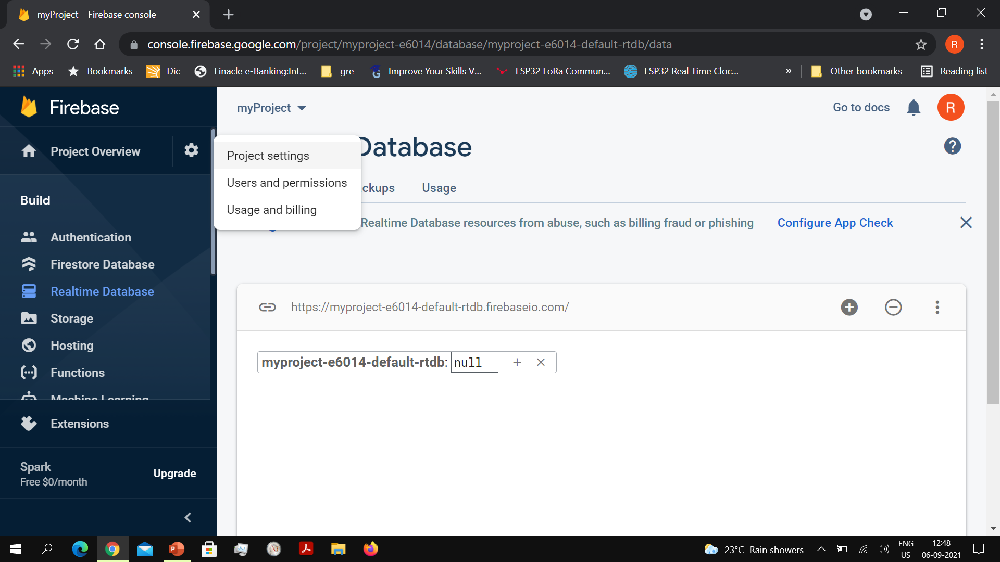 myProject – Firebase console
console.firebase.google.com/project/myproject-e6014/database/myproject-e6014-default-rtdb/data
R
Apps Bookmarks Dic Finacle e-Banking:Int... gre Improve Your Skills V... ESP32 LoRa Commun... ESP32 Real Time Cloc... » Other bookmarks Reading list
Firebase
myProject
Go to docs
R
Project Overview
Project settings
Users and permissions
Usage and billing
Database
ckups
Usage
Realtime Database resources from abuse, such as billing fraud or phishing
Configure App Check
Build
Authentication
Firestore Database
Realtime Database
Storage
Hosting
Functions
Machine Learning
Extensions
Spark
Free $0/month
Upgrade
https://myproject-e6014-default-rtdb.firebaseio.com/
myproject-e6014-default-rtdb: null
23°C Rain showers
ENG
US
12:48
06-09-2021